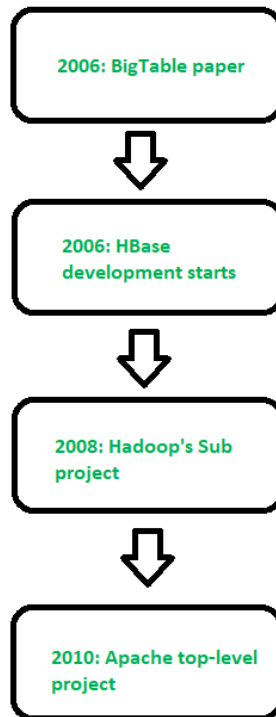 2006: BigTable paper
2006: HBase
development starts
2008: Hadoop's Sub
project
2010: Apache top-level
project